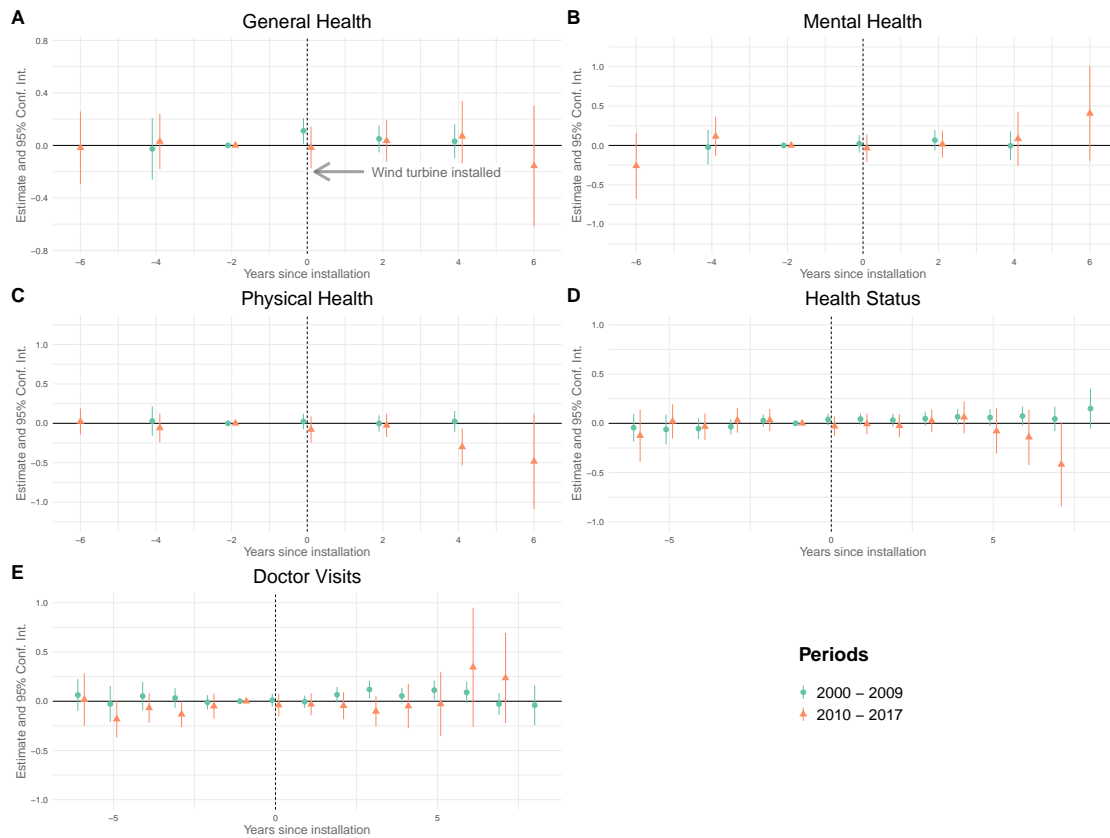 A
General Health
Estimate and 95% Conf. Int.
0.8
0.4
0.0
−0.4
−0.8
Wind turbine installed
−6 −4 −2 0 2 4 6
Years since installation
B
Mental Health
Estimate and 95% Conf. Int.
1.0
0.5
0.0
−0.5
−1.0
−6 −4 −2 0 2 4 6
Years since installation
C
Physical Health
Estimate and 95% Conf. Int.
1.0
0.5
0.0
−0.5
−1.0
−6 −4 −2 0 2 4 6
Years since installation
D
Health Status
Estimate and 95% Conf. Int.
1.0
0.5
0.0
−0.5
−1.0
−5 0 5
Years since installation
E
Doctor Visits
Estimate and 95% Conf. Int.
1.0
0.5
0.0
−0.5
−1.0
−5 0 5
Years since installation
Periods
2000 − 2009
2010 − 2017